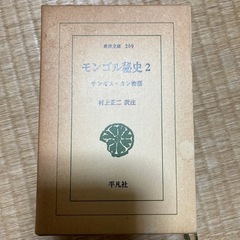 東洋文庫 209
モンゴル秘史 2
チンギス・カン物語
村上正二 訳注
平凡社